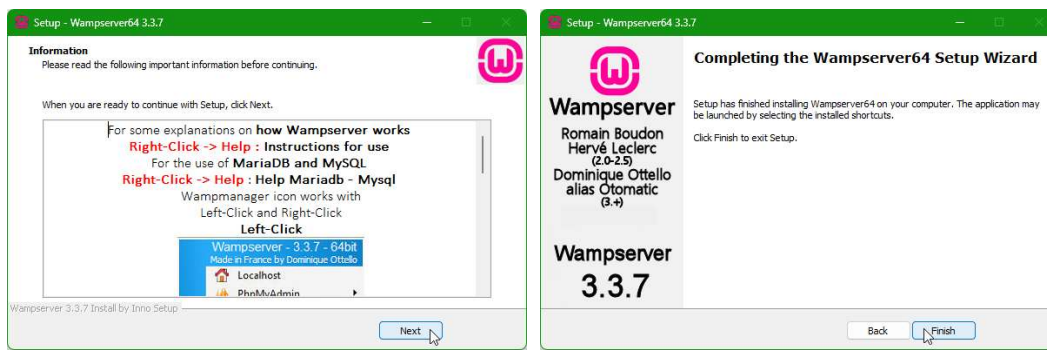 Setup - Wampserver64 3.3.7
Information
Please read the following important information before continuing.
When you are ready to continue with Setup, click Next.
For some explanations on how Wampserver works
Right-Click -> Help : Instructions for use
For the use of MariaDB and MySQL
Right-Click -> Help : Help Mariadb - Mysql
Wampmanager icon works with
Left-Click and Right-Click
Left-Click
Wampserver - 3.3.7 - 64bit
Made in France by Dominique Ottello
Localhost
PhpMyAdmin
Wampserver 3.3.7 Install by Inno Setup
Next
Setup - Wampserver64 3.3.7
Wampserver
Romain Boudon
Hervé Leclerc
(2.0-2.5)
Dominique Ottello
alias Otomatic
(3.+)
Wampserver
3.3.7
Completing the Wampserver64 Setup Wizard
Setup has finished installing Wampserver64 on your computer. The application may
be launched by selecting the installed shortcuts.
Click Finish to exit Setup.
Back
Finish